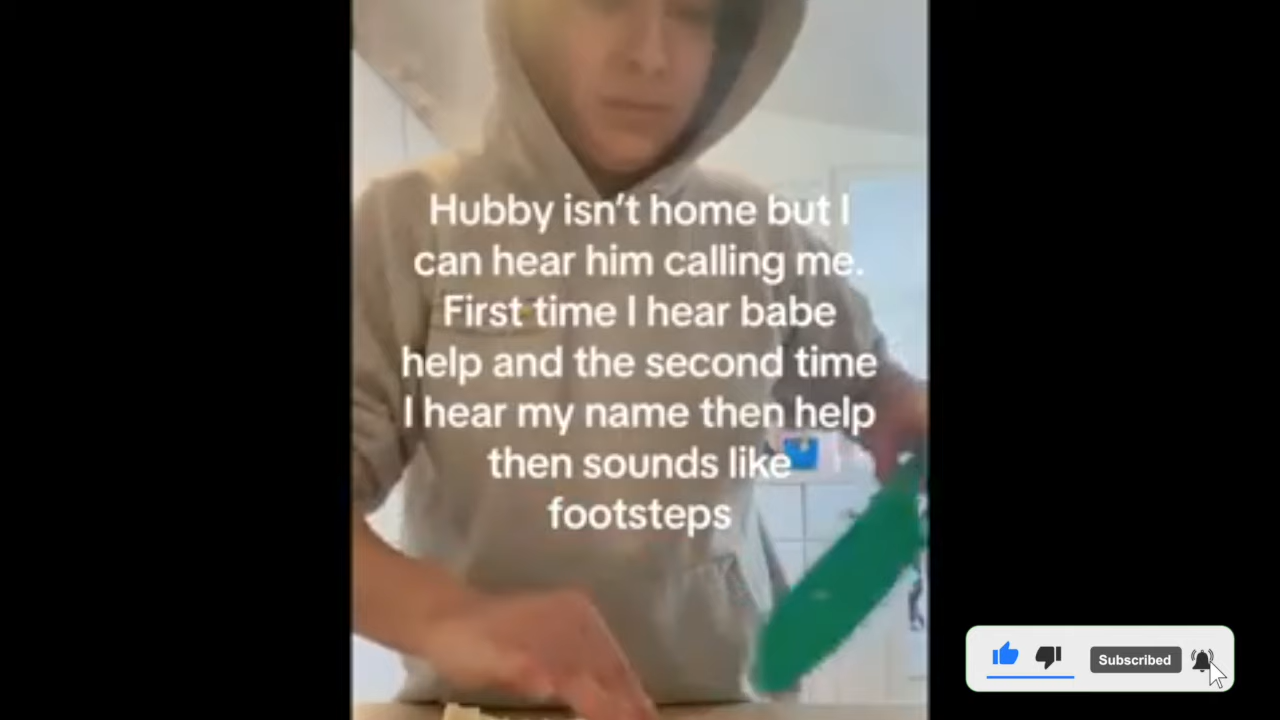 Hubby isn't home but I
can hear him calling me.
First time I hear babe
help and the second time
I hear my name then help
then sounds like
footsteps
Subscribed